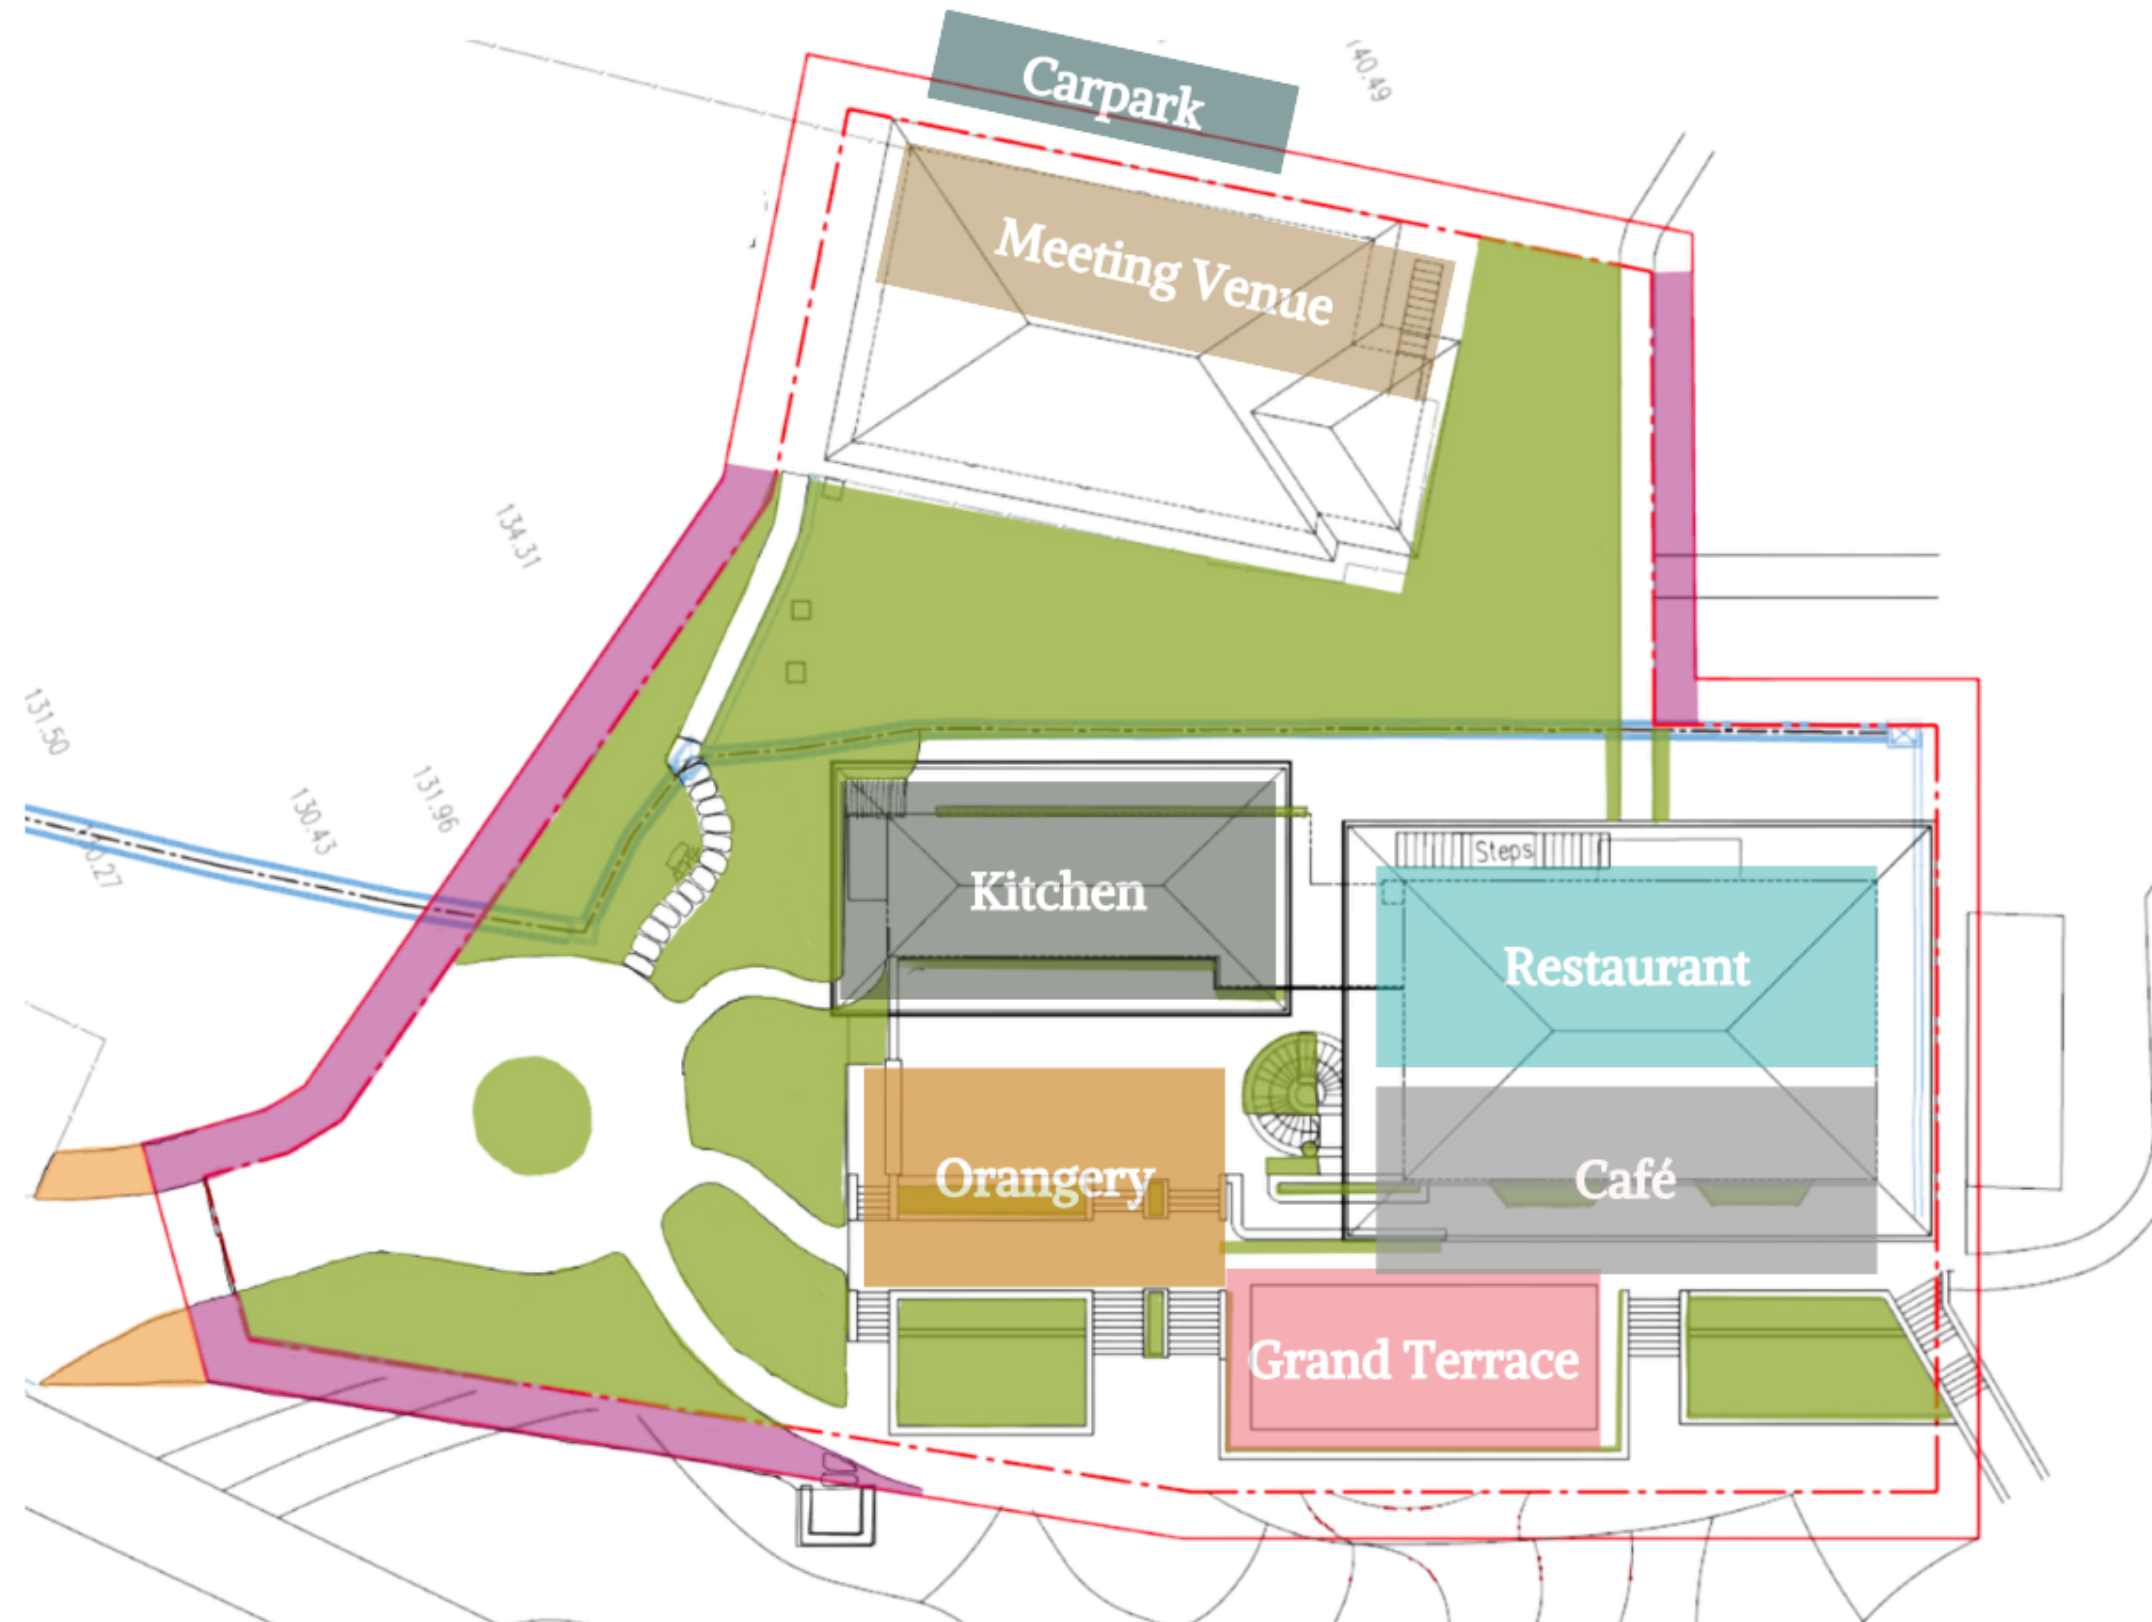 Carpark
140.49
Meeting Venue
134.31
131.50
131.96
130.43
Kitchen
Steps
Restaurant
Orangery
Café
Grand Terrace